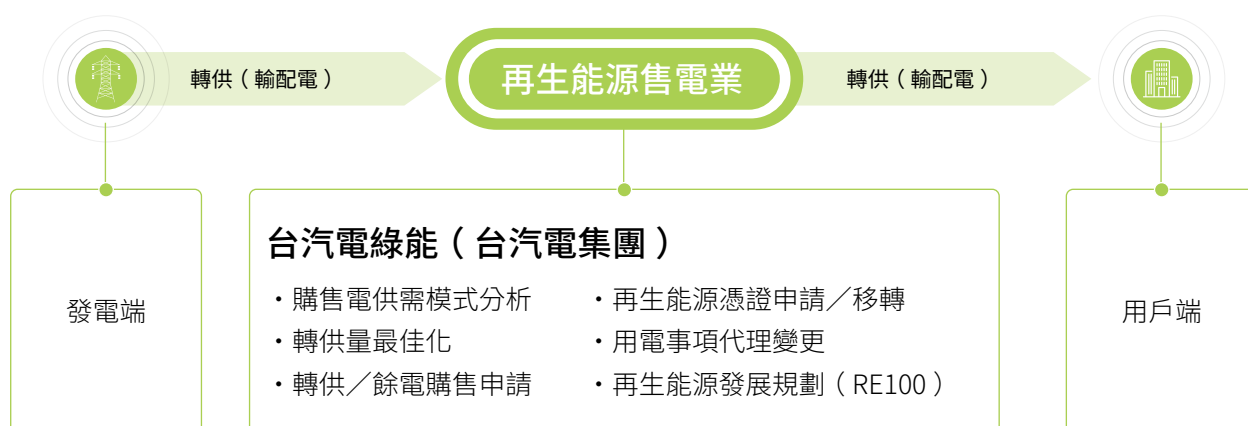 轉供（輸配電）
再生能源售電業
轉供（輸配電）
發電端
台汽電綠能（台汽電集團）
・購售電供需模式分析
・轉供量最佳化
・轉供／餘電購售申請
・再生能源憑證申請／移轉
・用電事項代理變更
・再生能源發展規劃（RE100）
用戶端